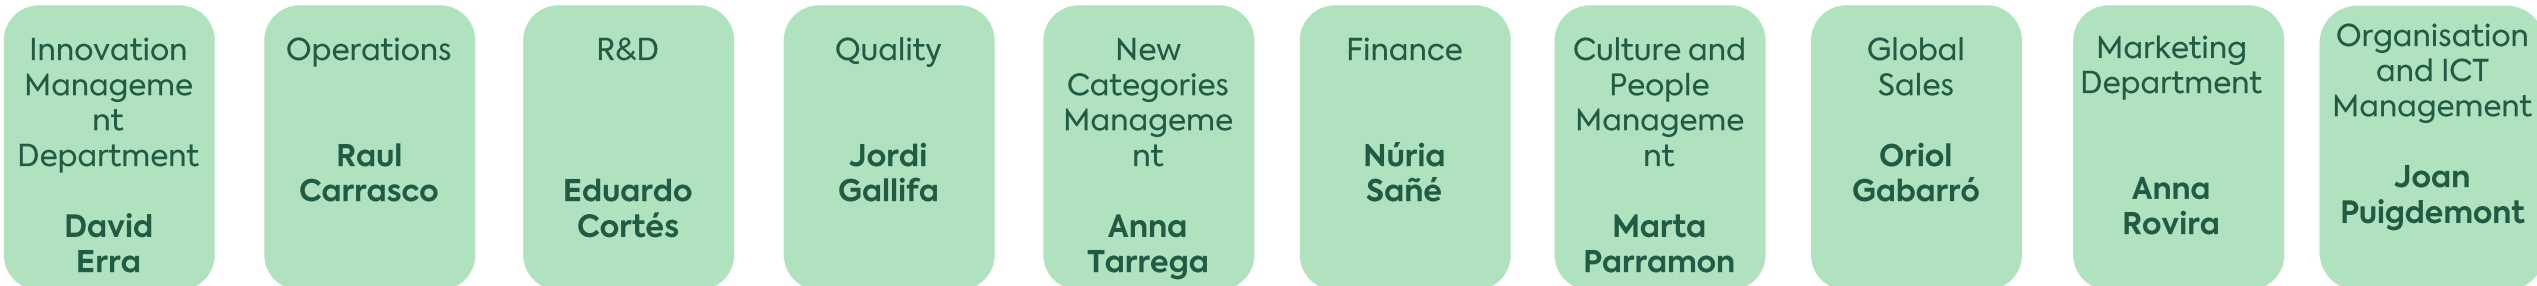 Innovation
Manageme
nt
Department
David
Erra
Operations
Raul
Carrasco
R&D
Eduardo
Cortés
Quality
Jordi
Gallifa
New
Categories
Manageme
nt
Anna
Tarrega
Finance
Núria
Sañé
Culture and
People
Manageme
nt
Marta
Parramon
Global
Sales
Oriol
Gabarró
Marketing
Department
Anna
Rovira
Organisation
and ICT
Management
Joan
Puigdemont